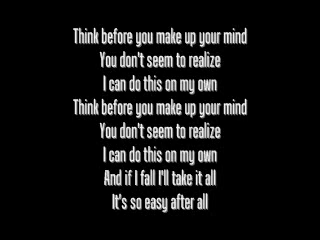 Think before you make up your mind
You don't seem to realize
I can do this on my own
Think before you make up your mind
You don't seem to realize
I can do this on my own
And if I fall I'll take it all
It's so easy after all